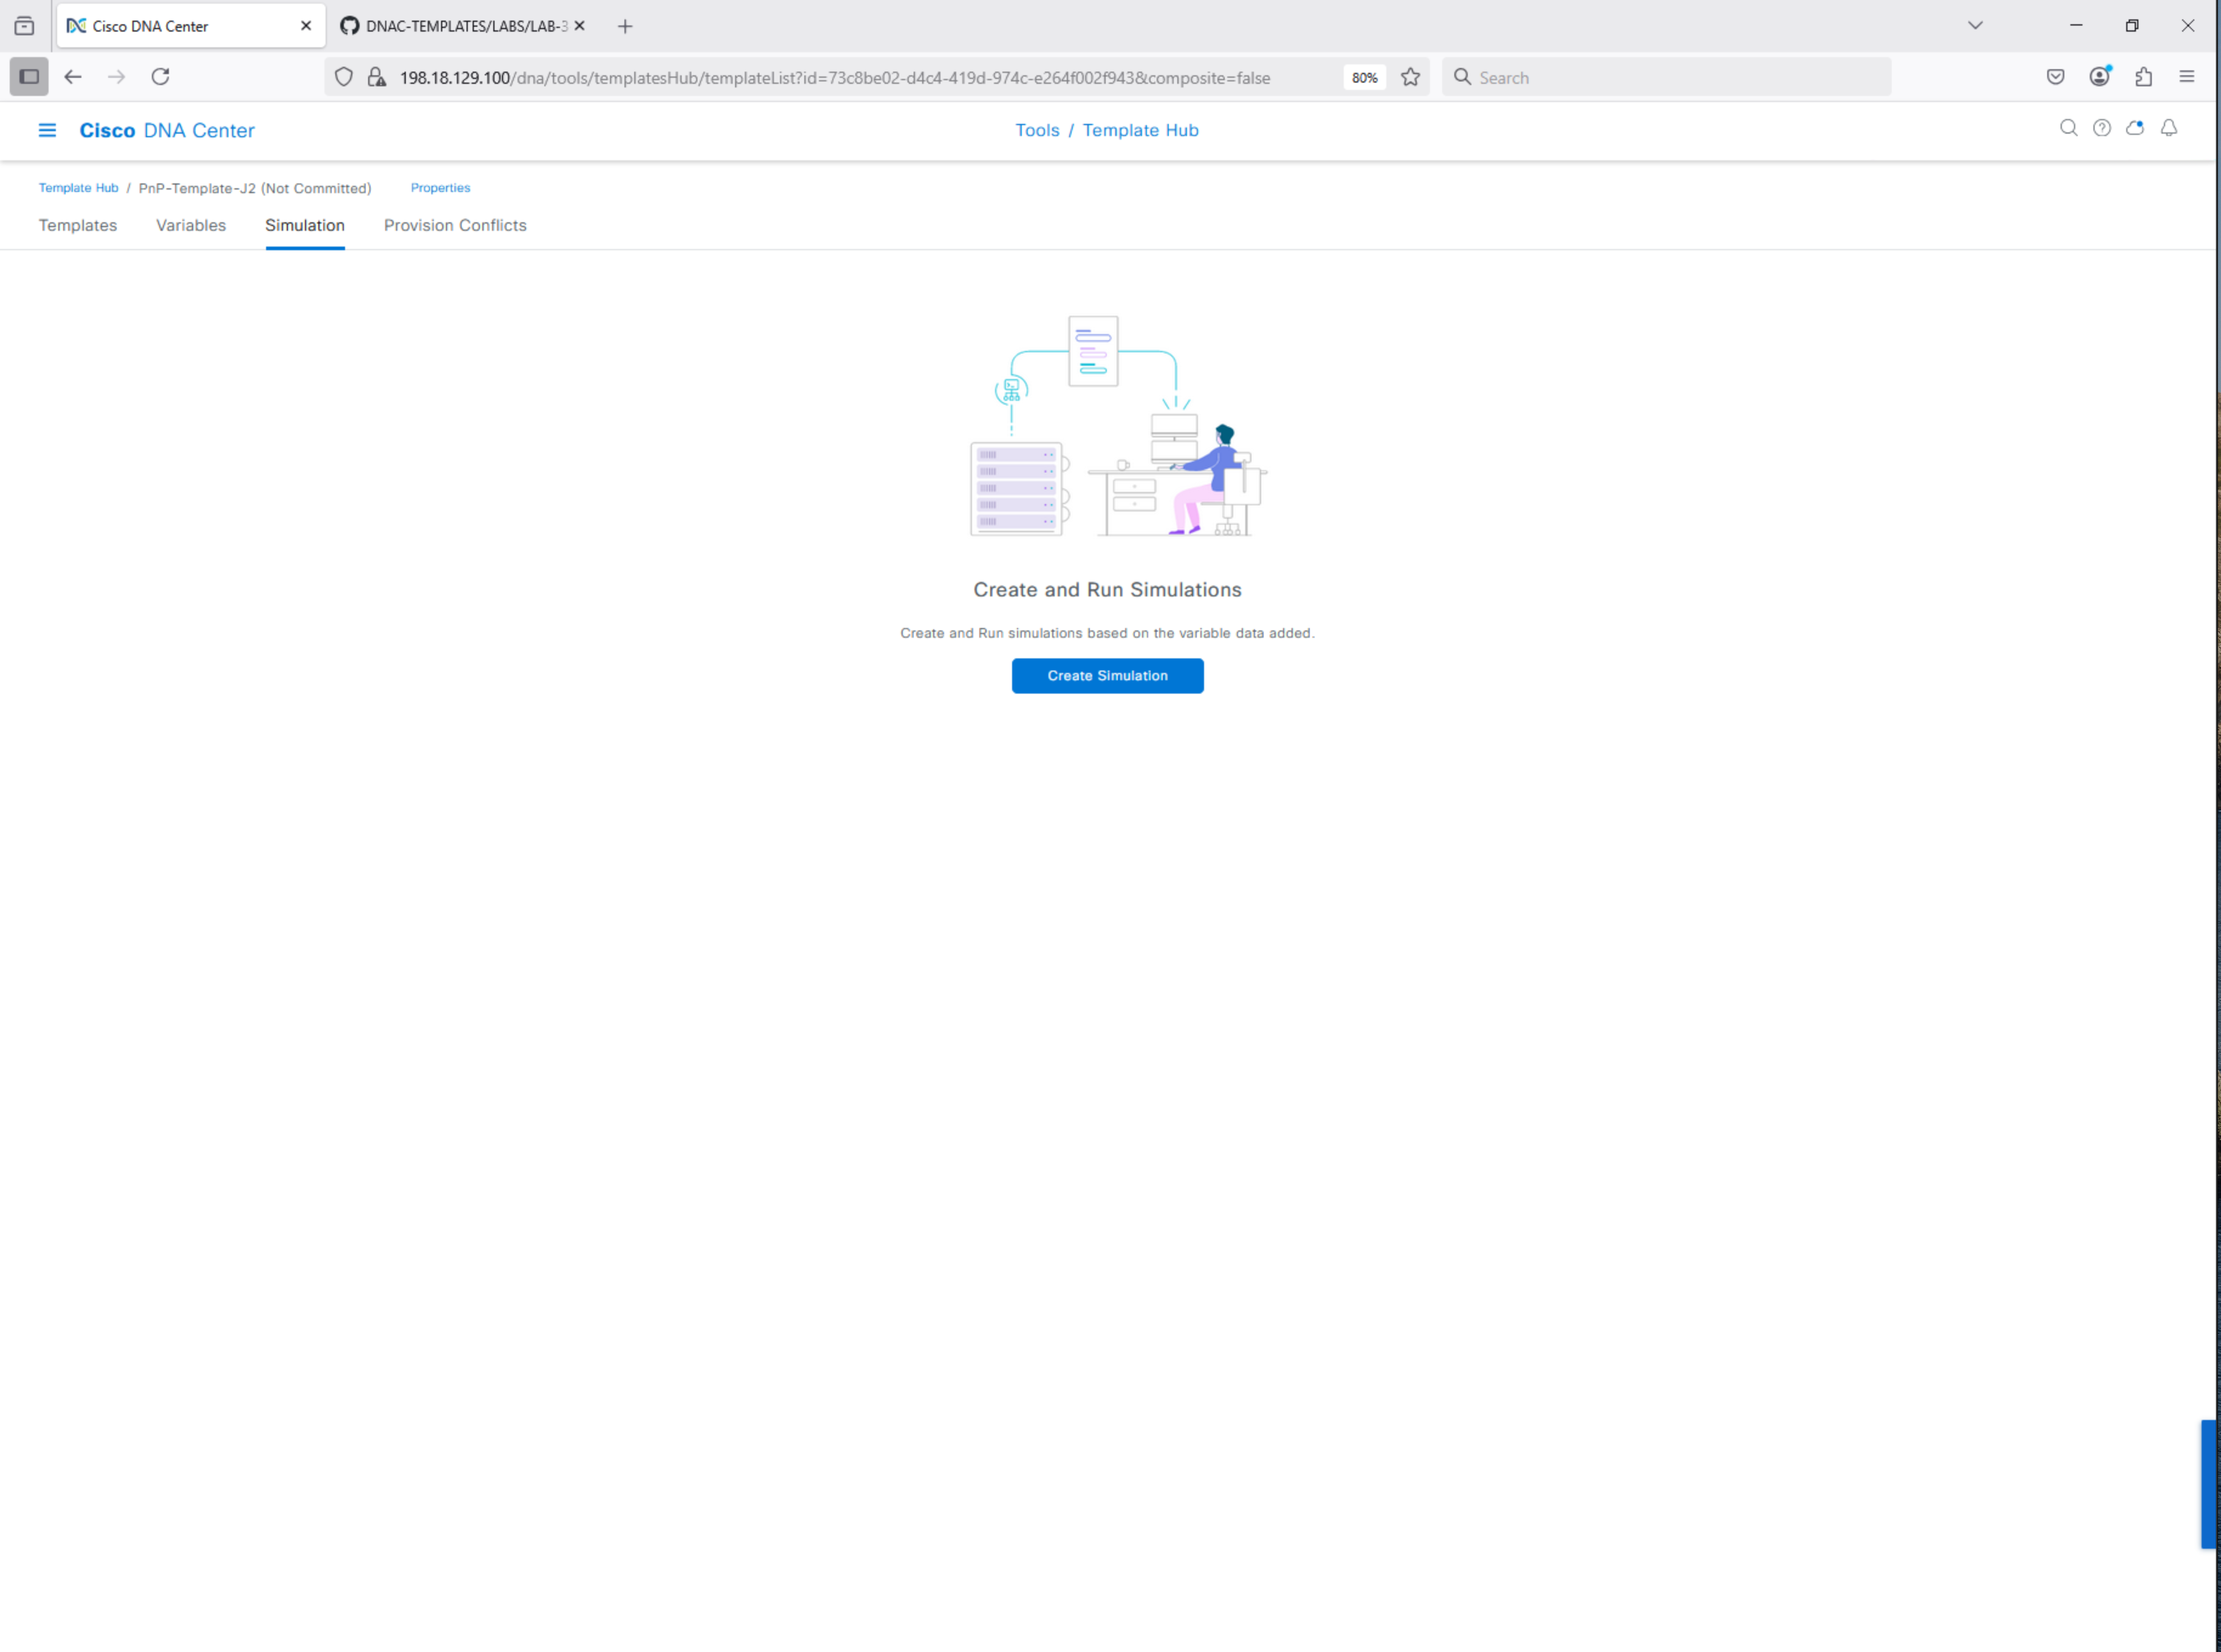 Cisco DNA Center
DNAC-TEMPLATES/LABS/LAB-3
198.18.129.100/dna/tools/templatesHub/templateList?id=73c8be02-d4c4-419d-974c-e264f002f943&composite=false
80%
Search
Cisco DNA Center
Tools / Template Hub
Template Hub / PnP-Template-J2 (Not Committed) Properties
Templates Variables Simulation Provision Conflicts
Create and Run Simulations
Create and Run simulations based on the variable data added.
Create Simulation